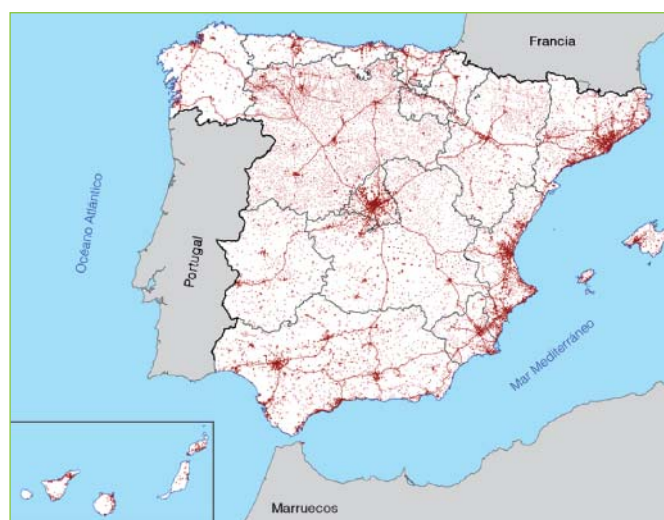 Francia
Océano Atlántico
Portugal
Mar Mediterráneo
Marruecos